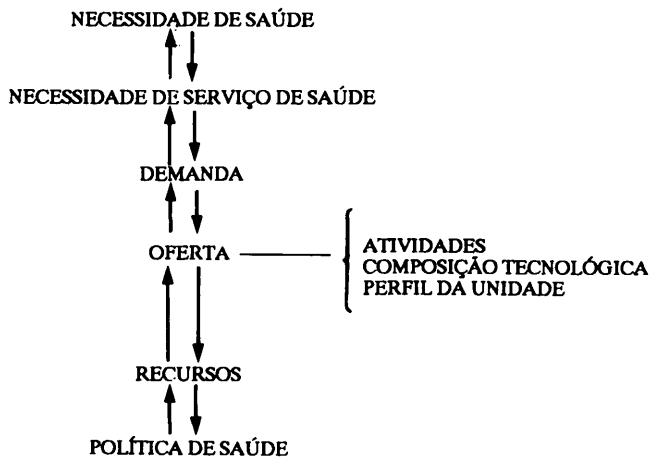 NECESSIDADE DE SAÚDE
NECESSIDADE DE SERVIÇO DE SAÚDE
DEMANDA
OFERTA
ATIVIDADES
COMPOSIÇÃO TECNOLÓGICA
PERFIL DA UNIDADE
RECURSOS
POLÍTICA DE SAÚDE